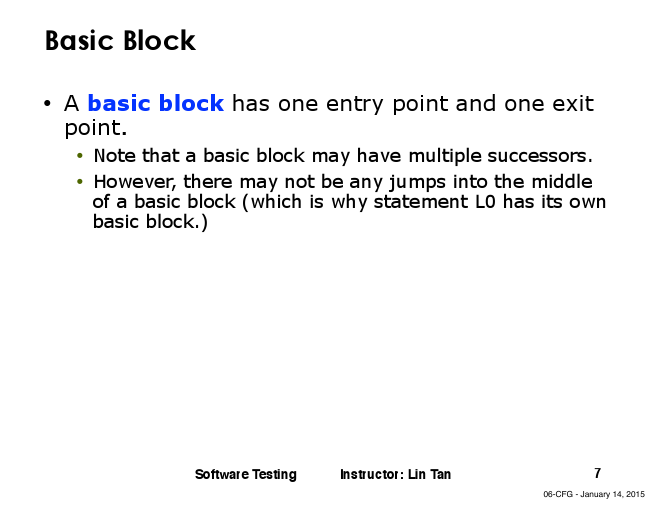 Basic Block
• A basic block has one entry point and one exit
point.
• Note that a basic block may have multiple successors.
• However, there may not be any jumps into the middle
of a basic block (which is why statement L0 has its own
basic block.)
Software Testing Instructor: Lin Tan 7
06-CFG - January 14, 2015